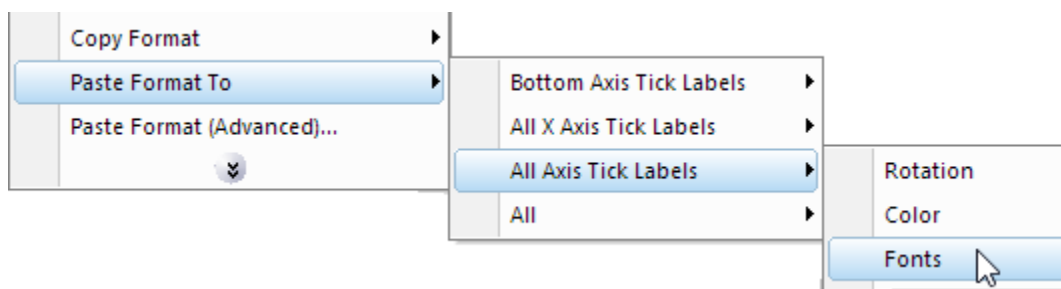 Copy Format
Paste Format To
Paste Format (Advanced)...
Bottom Axis Tick Labels
All X Axis Tick Labels
All Axis Tick Labels
All
Rotation
Color
Fonts